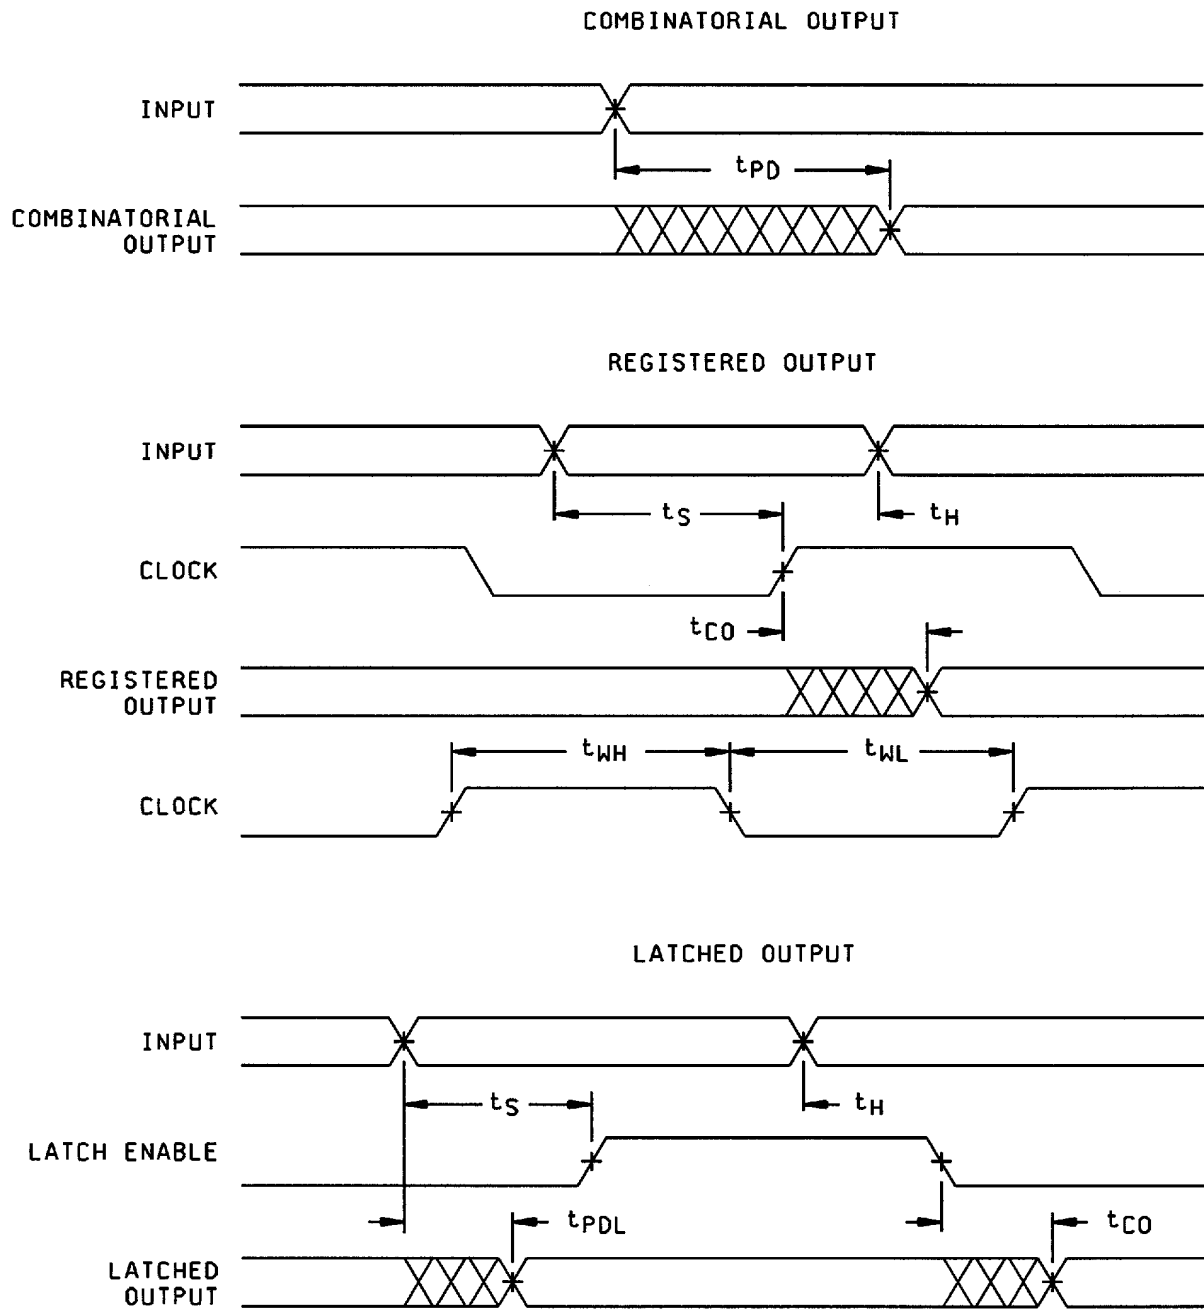 COMBINATORIAL OUTPUT
INPUT
tPD
COMBINATORIAL
OUTPUT
REGISTERED OUTPUT
INPUT
tS
tH
CLOCK
tCO
REGISTERED
OUTPUT
tWH
tWL
CLOCK
LATCHED OUTPUT
INPUT
tS
tH
LATCH ENABLE
tPDL
tCO
LATCHED
OUTPUT